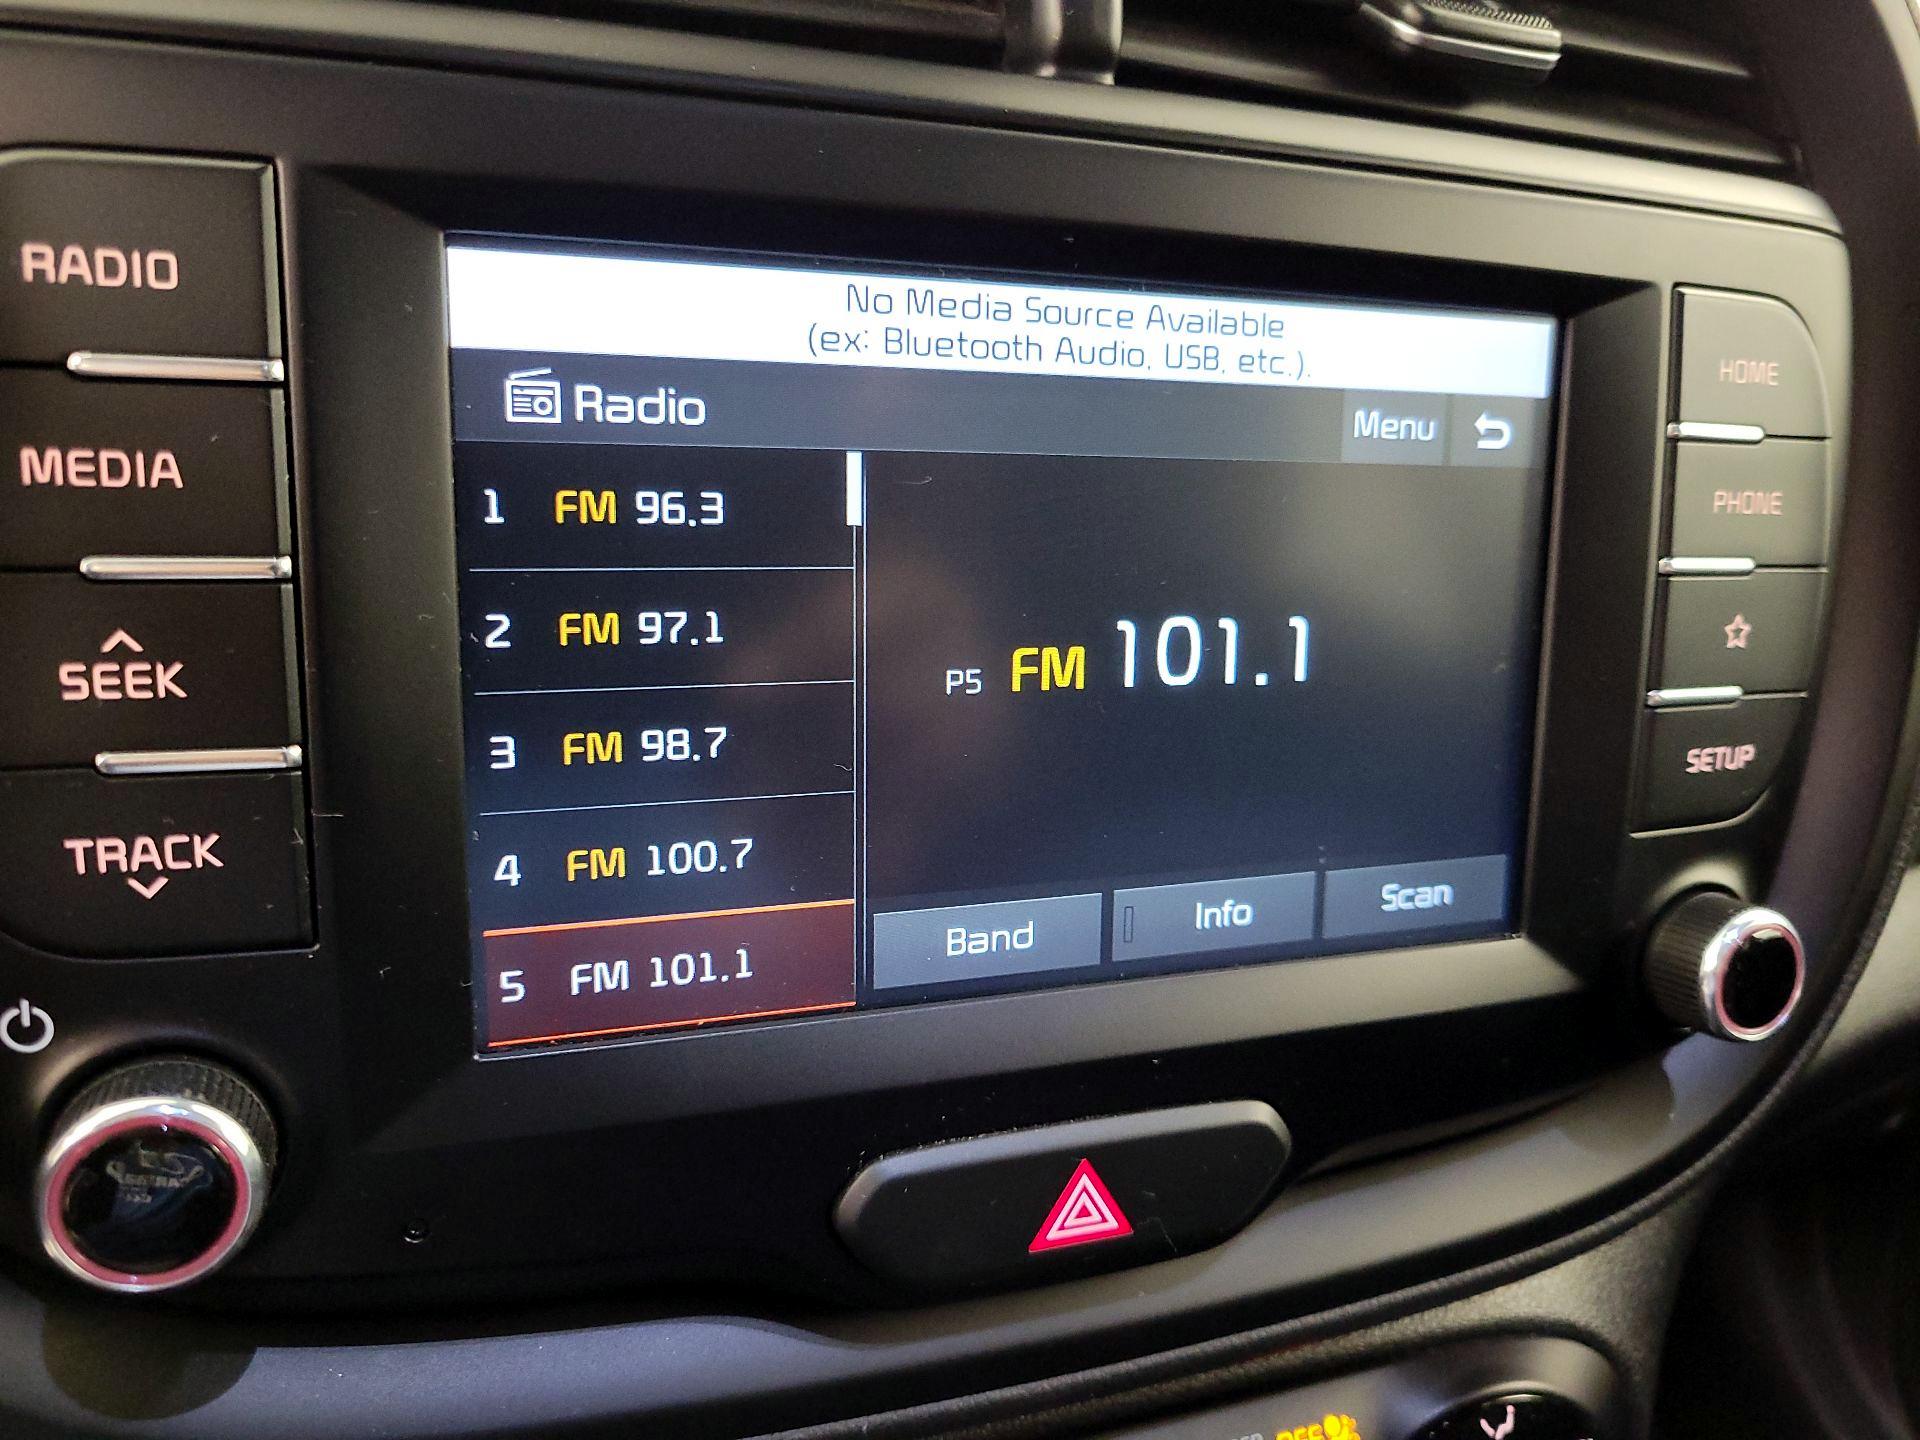 RADIO
MEDIA
SEEK
TRACK
No Media Source Available
(ex: Bluetooth Audio, USB, etc.).
Radio
Menu
1 FM 96.3
2 FM 97.1
3 FM 98.7
4 FM 100.7
5 FM 101.1
P5 FM 101.1
Band
Info
Scan
HOME
PHONE
SETUP
OFF